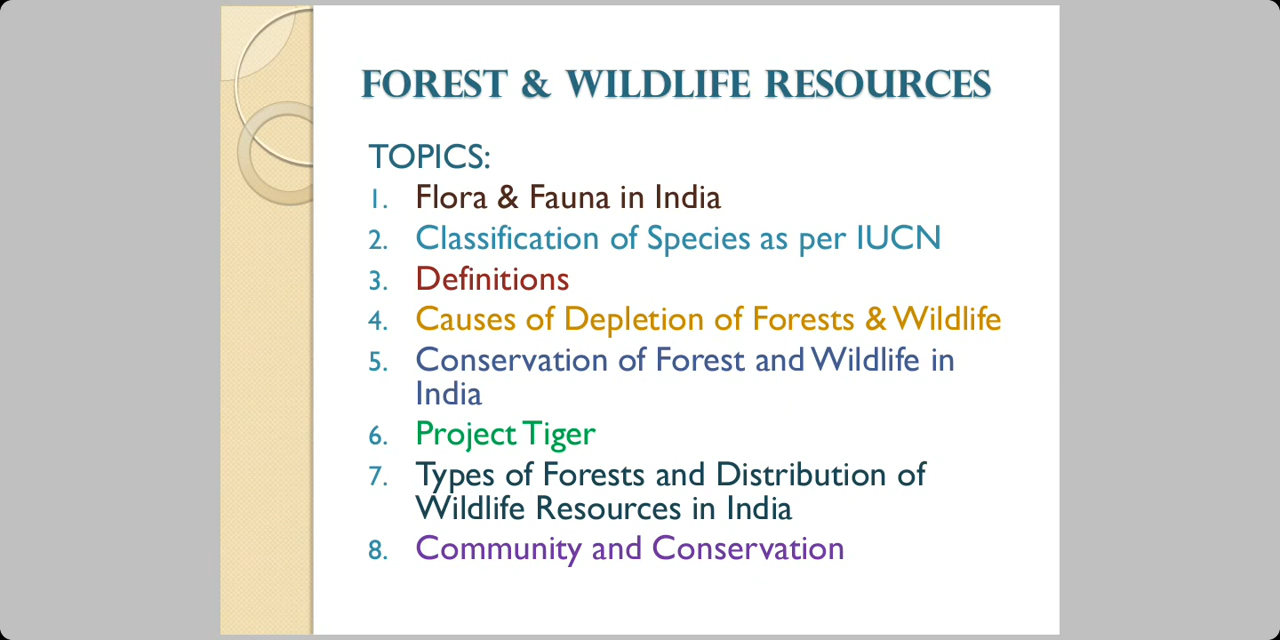 FOREST & WILDLIFE RESOURCES
TOPICS:
1. Flora & Fauna in India
2. Classification of Species as per IUCN
3. Definitions
4. Causes of Depletion of Forests & Wildlife
5. Conservation of Forest and Wildlife in
India
6. Project Tiger
7. Types of Forests and Distribution of
Wildlife Resources in India
8. Community and Conservation